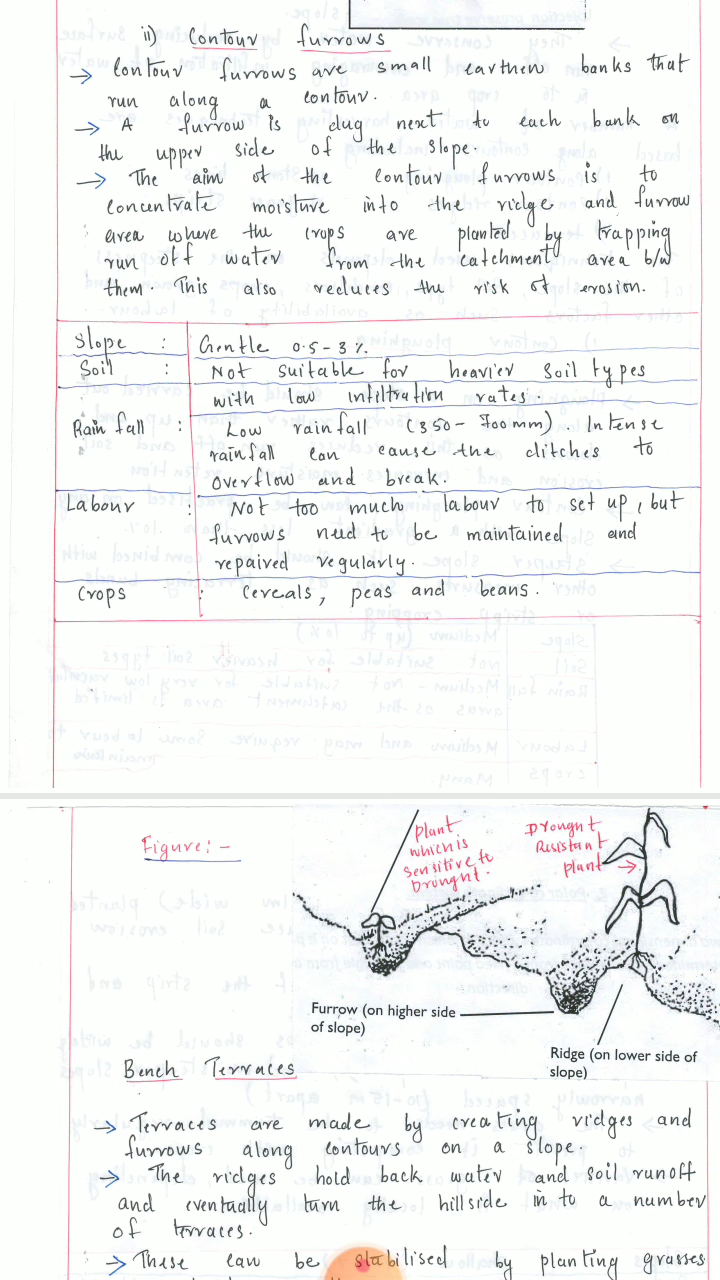 ii) Contour furrows
→ Contour furrows are small earthen banks that
run along a contour.
→ A furrow is dug next to each bank on
the upper side of the slope.
→ The aim of the contour furrows is to
concentrate moisture into the ridge and furrow
area where the crops are planted by trapping
run off water from the catchment area b/w
them. This also reduces the risk of erosion.
Slope : Gentle 0.5-3%
Soil : Not suitable for heavier soil types
with low infiltration rates.
Rain fall : Low rainfall (350-700mm). Intense
rainfall can cause the ditches to
overflow and break.
Labour : Not too much labour to set up, but
furrows need to be maintained and
repaired regularly.
Crops : Cereals, peas and beans.
Figure:-
Plant
which is
sensitive to
Drought.
Drought
Resistant
plant →
Furrow (on higher side
of slope)
Ridge (on lower side of
slope)
Bench Terraces
→ Terraces are made by creating ridges and
furrows along contours on a slope.
→ The ridges hold back water and soil runoff
and eventually turn the hillside in to a number
of terraces.
→ These can be stabilised by planting grasses